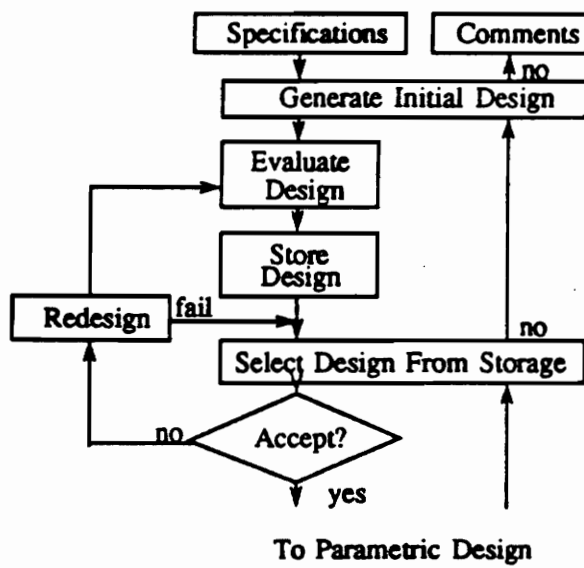 Specifications
Comments
no
Generate Initial Design
Evaluate
Design
Store
Design
Redesign
fail
no
Select Design From Storage
no
Accept?
yes
To Parametric Design